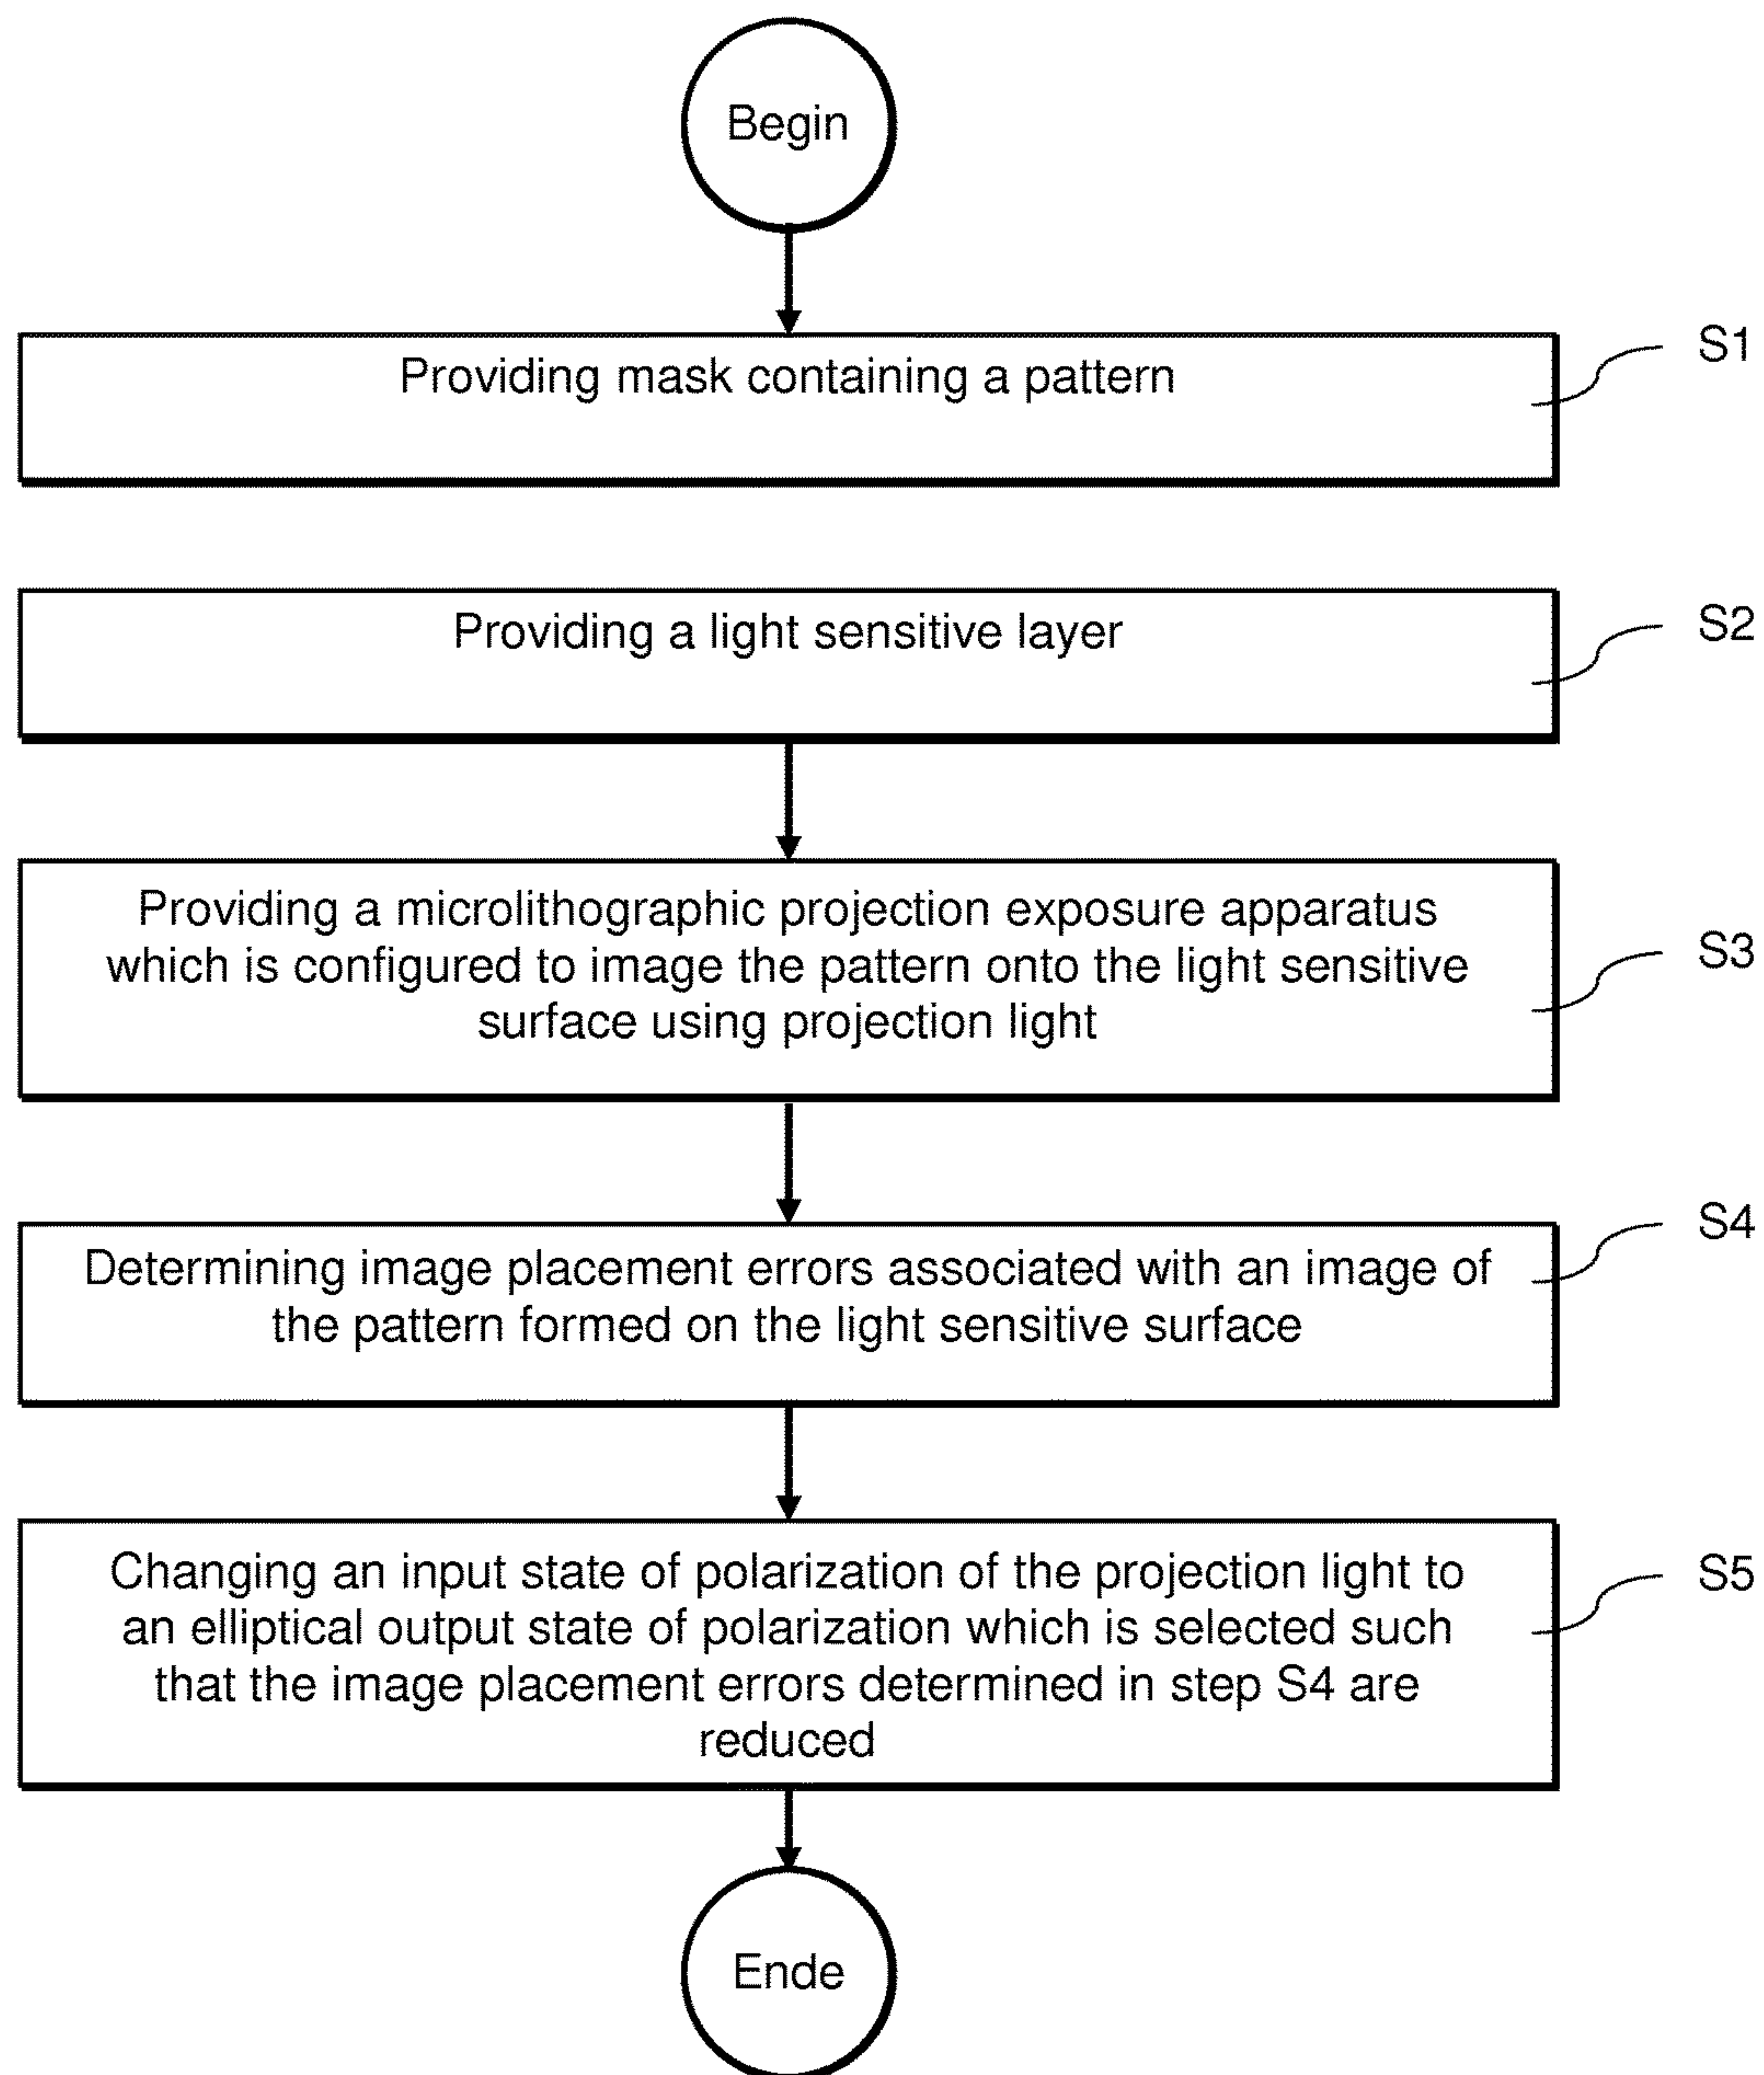 Begin
Providing mask containing a pattern
S1
Providing a light sensitive layer
S2
Providing a microlithographic projection exposure apparatus
which is configured to image the pattern onto the light sensitive
surface using projection light
S3
Determining image placement errors associated with an image of
the pattern formed on the light sensitive surface
S4
Changing an input state of polarization of the projection light to
an elliptical output state of polarization which is selected such
that the image placement errors determined in step S4 are
reduced
S5
Ende